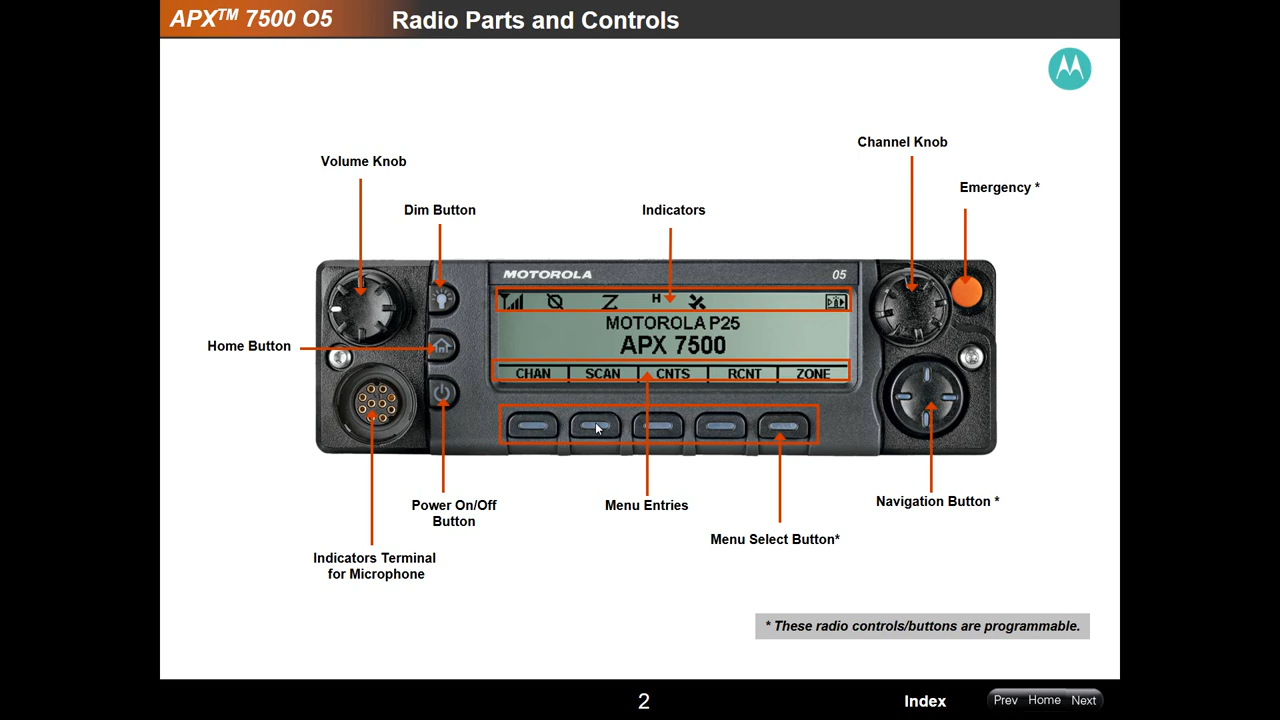 APX™ 7500 O5
Radio Parts and Controls
Channel Knob
Volume Knob
Emergency *
Dim Button
Indicators
MOTOROLA
05
H
MOTOROLA P25
APX 7500
Home Button
CHAN SCAN CNTS RCNT ZONE
Power On/Off
Button
Menu Entries
Navigation Button *
Menu Select Button*
Indicators Terminal
for Microphone
* These radio controls/buttons are programmable.
2
Index
Prev Home Next